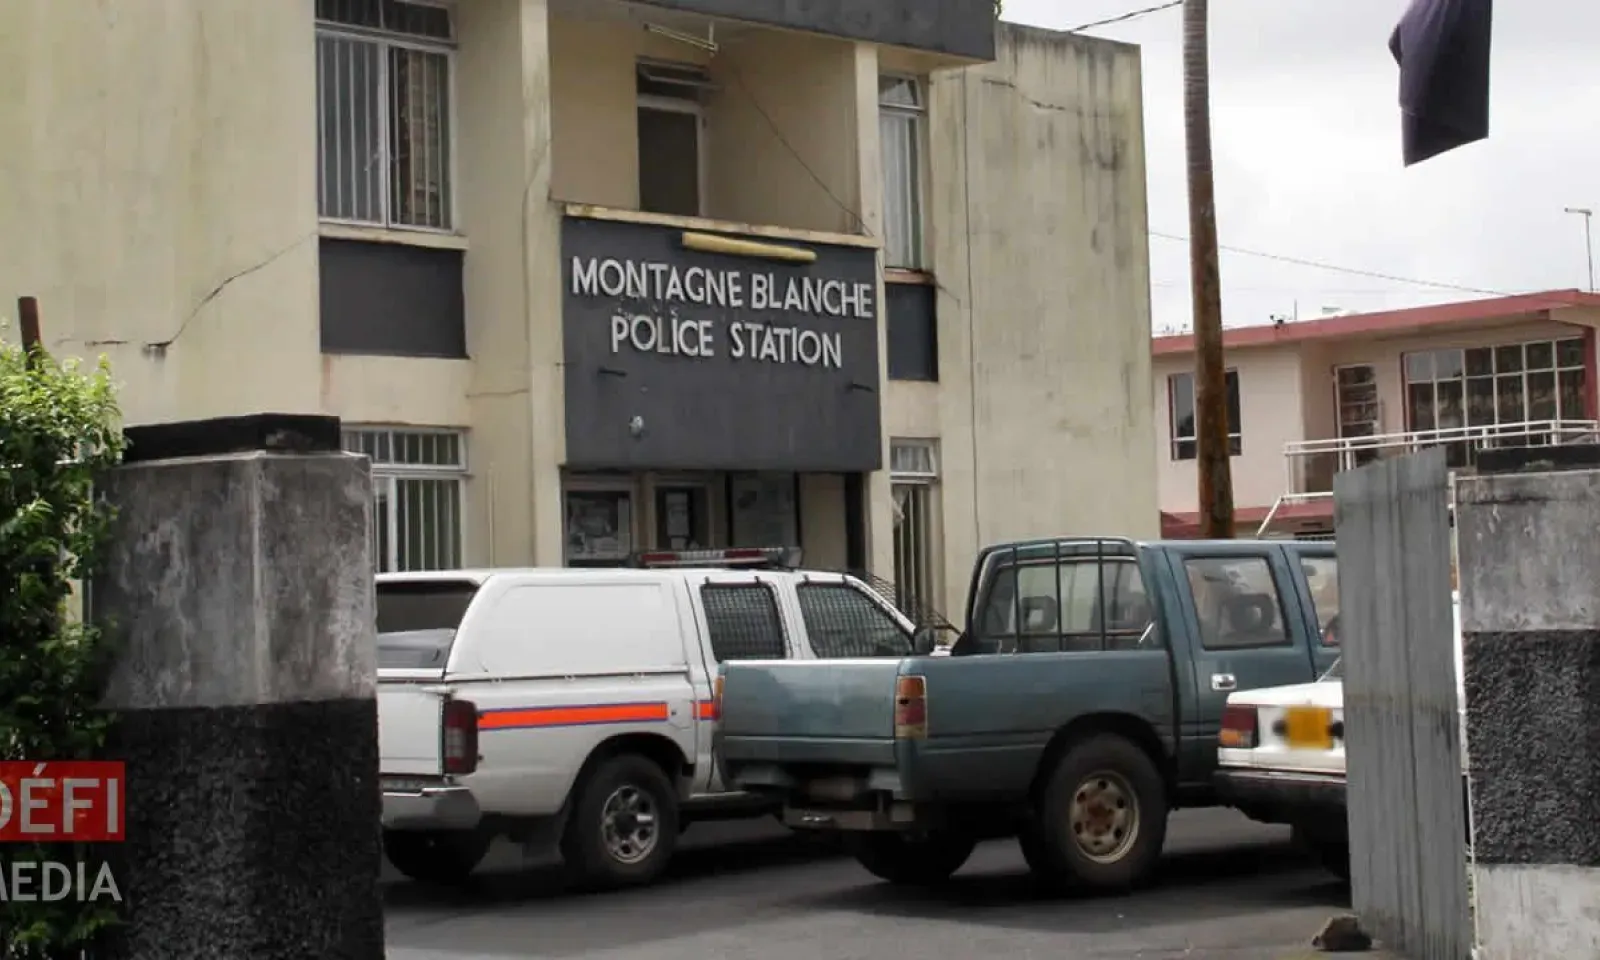 MONTAGNE BLANCHE
POLICE STATION
DÉFI
MEDIA